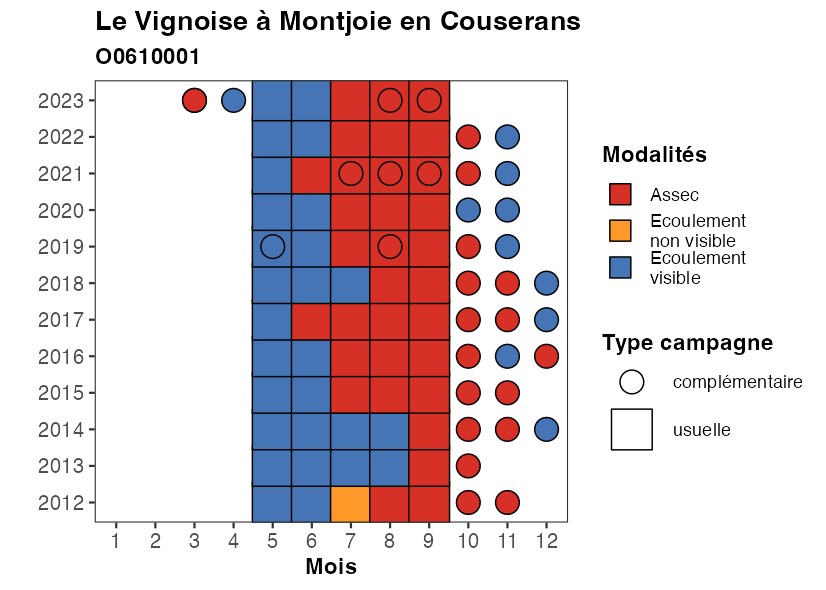 Le Vignoise à Montjoie en Couserans
O0610001
2023
2022
2021
2020
2019
2018
2017
2016
2015
2014
2013
2012
1 2 3 4 5 6 7 8 9 10 11 12
Mois
Modalités
Assec
Ecoulement
non visible
Ecoulement
visible
Type campagne
complémentaire
usuelle